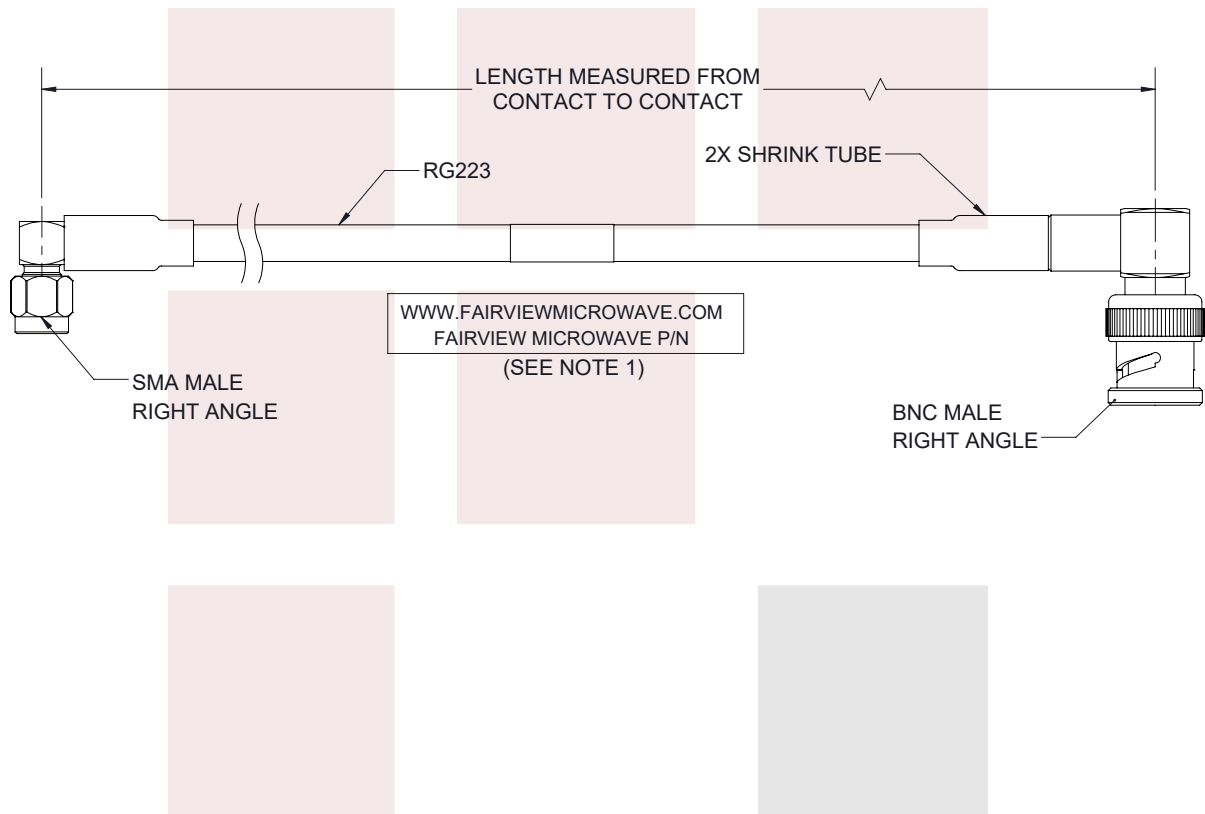 LENGTH MEASURED FROM
CONTACT TO CONTACT
2X SHRINK TUBE
RG223
WWW.FAIRVIEWMICROWAVE.COM
FAIRVIEW MICROWAVE P/N
(SEE NOTE 1)
SMA MALE
RIGHT ANGLE
BNC MALE
RIGHT ANGLE